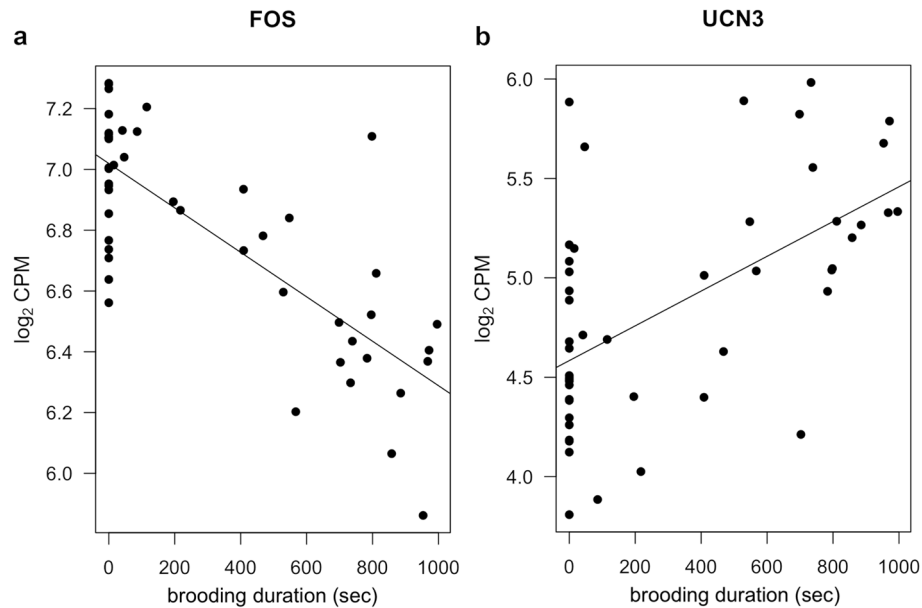 a
FOS
log₂ CPM
7.2
7.0
6.8
6.6
6.4
6.2
6.0
0 200 400 600 800 1000
brooding duration (sec)
b
UCN3
log₂ CPM
6.0
5.5
5.0
4.5
4.0
0 200 400 600 800 1000
brooding duration (sec)